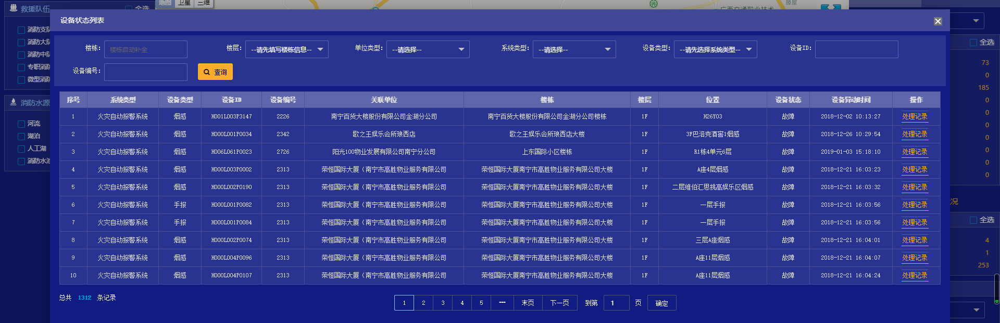 救援队伍
全选
地图 卫星 三维
设备状态列表
楼栋: 楼栋自动补全 楼层: --请先填写楼栋信息-- 单位类型: --请选择-- 系统类型: --请选择-- 设备类型: --请先选择系统类型-- 设备ID:
设备编号: 查询
序号 系统类型 设备类型 设备ID 设备编号 关联单位 楼栋 楼层 位置 设备状态 设备异动时间 操作
1 火灾自动报警系统 烟感 H001L003P3147 2226 南宁百货大楼股份有限公司金湖分公司 南宁百货大楼股份有限公司金湖分公司楼栋 1F H26Y03 故障 2018-12-02 10:13:27 处理记录
2 火灾自动报警系统 烟感 H000L001P0034 2342 歌之王娱乐会所琅西店 歌之王娱乐会所琅西店大楼 1F 3F巴洛克酒窖1烟感 故障 2018-12-26 10:29:54 处理记录
3 火灾自动报警系统 烟感 H006L061P0023 2726 阳光100物业发展有限公司南宁分公司 上东国际小区楼栋 1F R1栋4单元6层 故障 2019-01-03 15:18:10 处理记录
4 火灾自动报警系统 烟感 H000L003P0002 2313 荣恒国际大厦（南宁市高胜物业服务有限公司 荣恒国际大厦南宁市高胜物业服务有限公司大楼 1F A座4层烟感 故障 2018-12-21 16:03:23 处理记录
5 火灾自动报警系统 烟感 H000L002P0190 2313 荣恒国际大厦（南宁市高胜物业服务有限公司 荣恒国际大厦南宁市高胜物业服务有限公司大楼 1F 二层维伯汇思挑高娱乐区烟感 故障 2018-12-21 16:03:32 处理记录
6 火灾自动报警系统 手报 H000L001P0082 2313 荣恒国际大厦（南宁市高胜物业服务有限公司 荣恒国际大厦南宁市高胜物业服务有限公司大楼 1F 一层手报 故障 2018-12-21 16:03:56 处理记录
7 火灾自动报警系统 手报 H000L001P0084 2313 荣恒国际大厦（南宁市高胜物业服务有限公司 荣恒国际大厦南宁市高胜物业服务有限公司大楼 1F 一层手报 故障 2018-12-21 16:03:56 处理记录
8 火灾自动报警系统 烟感 H000L002P0074 2313 荣恒国际大厦（南宁市高胜物业服务有限公司 荣恒国际大厦南宁市高胜物业服务有限公司大楼 1F 三层A座烟感 故障 2018-12-21 16:04:01 处理记录
9 火灾自动报警系统 烟感 H000L004P0096 2313 荣恒国际大厦（南宁市高胜物业服务有限公司 荣恒国际大厦南宁市高胜物业服务有限公司大楼 1F A座11层烟感 故障 2018-12-21 16:04:07 处理记录
10 火灾自动报警系统 烟感 H000L004P0107 2313 荣恒国际大厦（南宁市高胜物业服务有限公司 荣恒国际大厦南宁市高胜物业服务有限公司大楼 1F A座11层烟感 故障 2018-12-21 16:04:24 处理记录
总共 1312 条记录
1 2 3 4 5 --- 末页 下一页 到第 1 页 确定
消防支队
消防大队
消防中队
专职消防
微型消防
消防水源
河流
湖泊
人工湖
消防水池
全选
73
0
185
0
0
0
0
0
0
0
况
全选
4
1
253